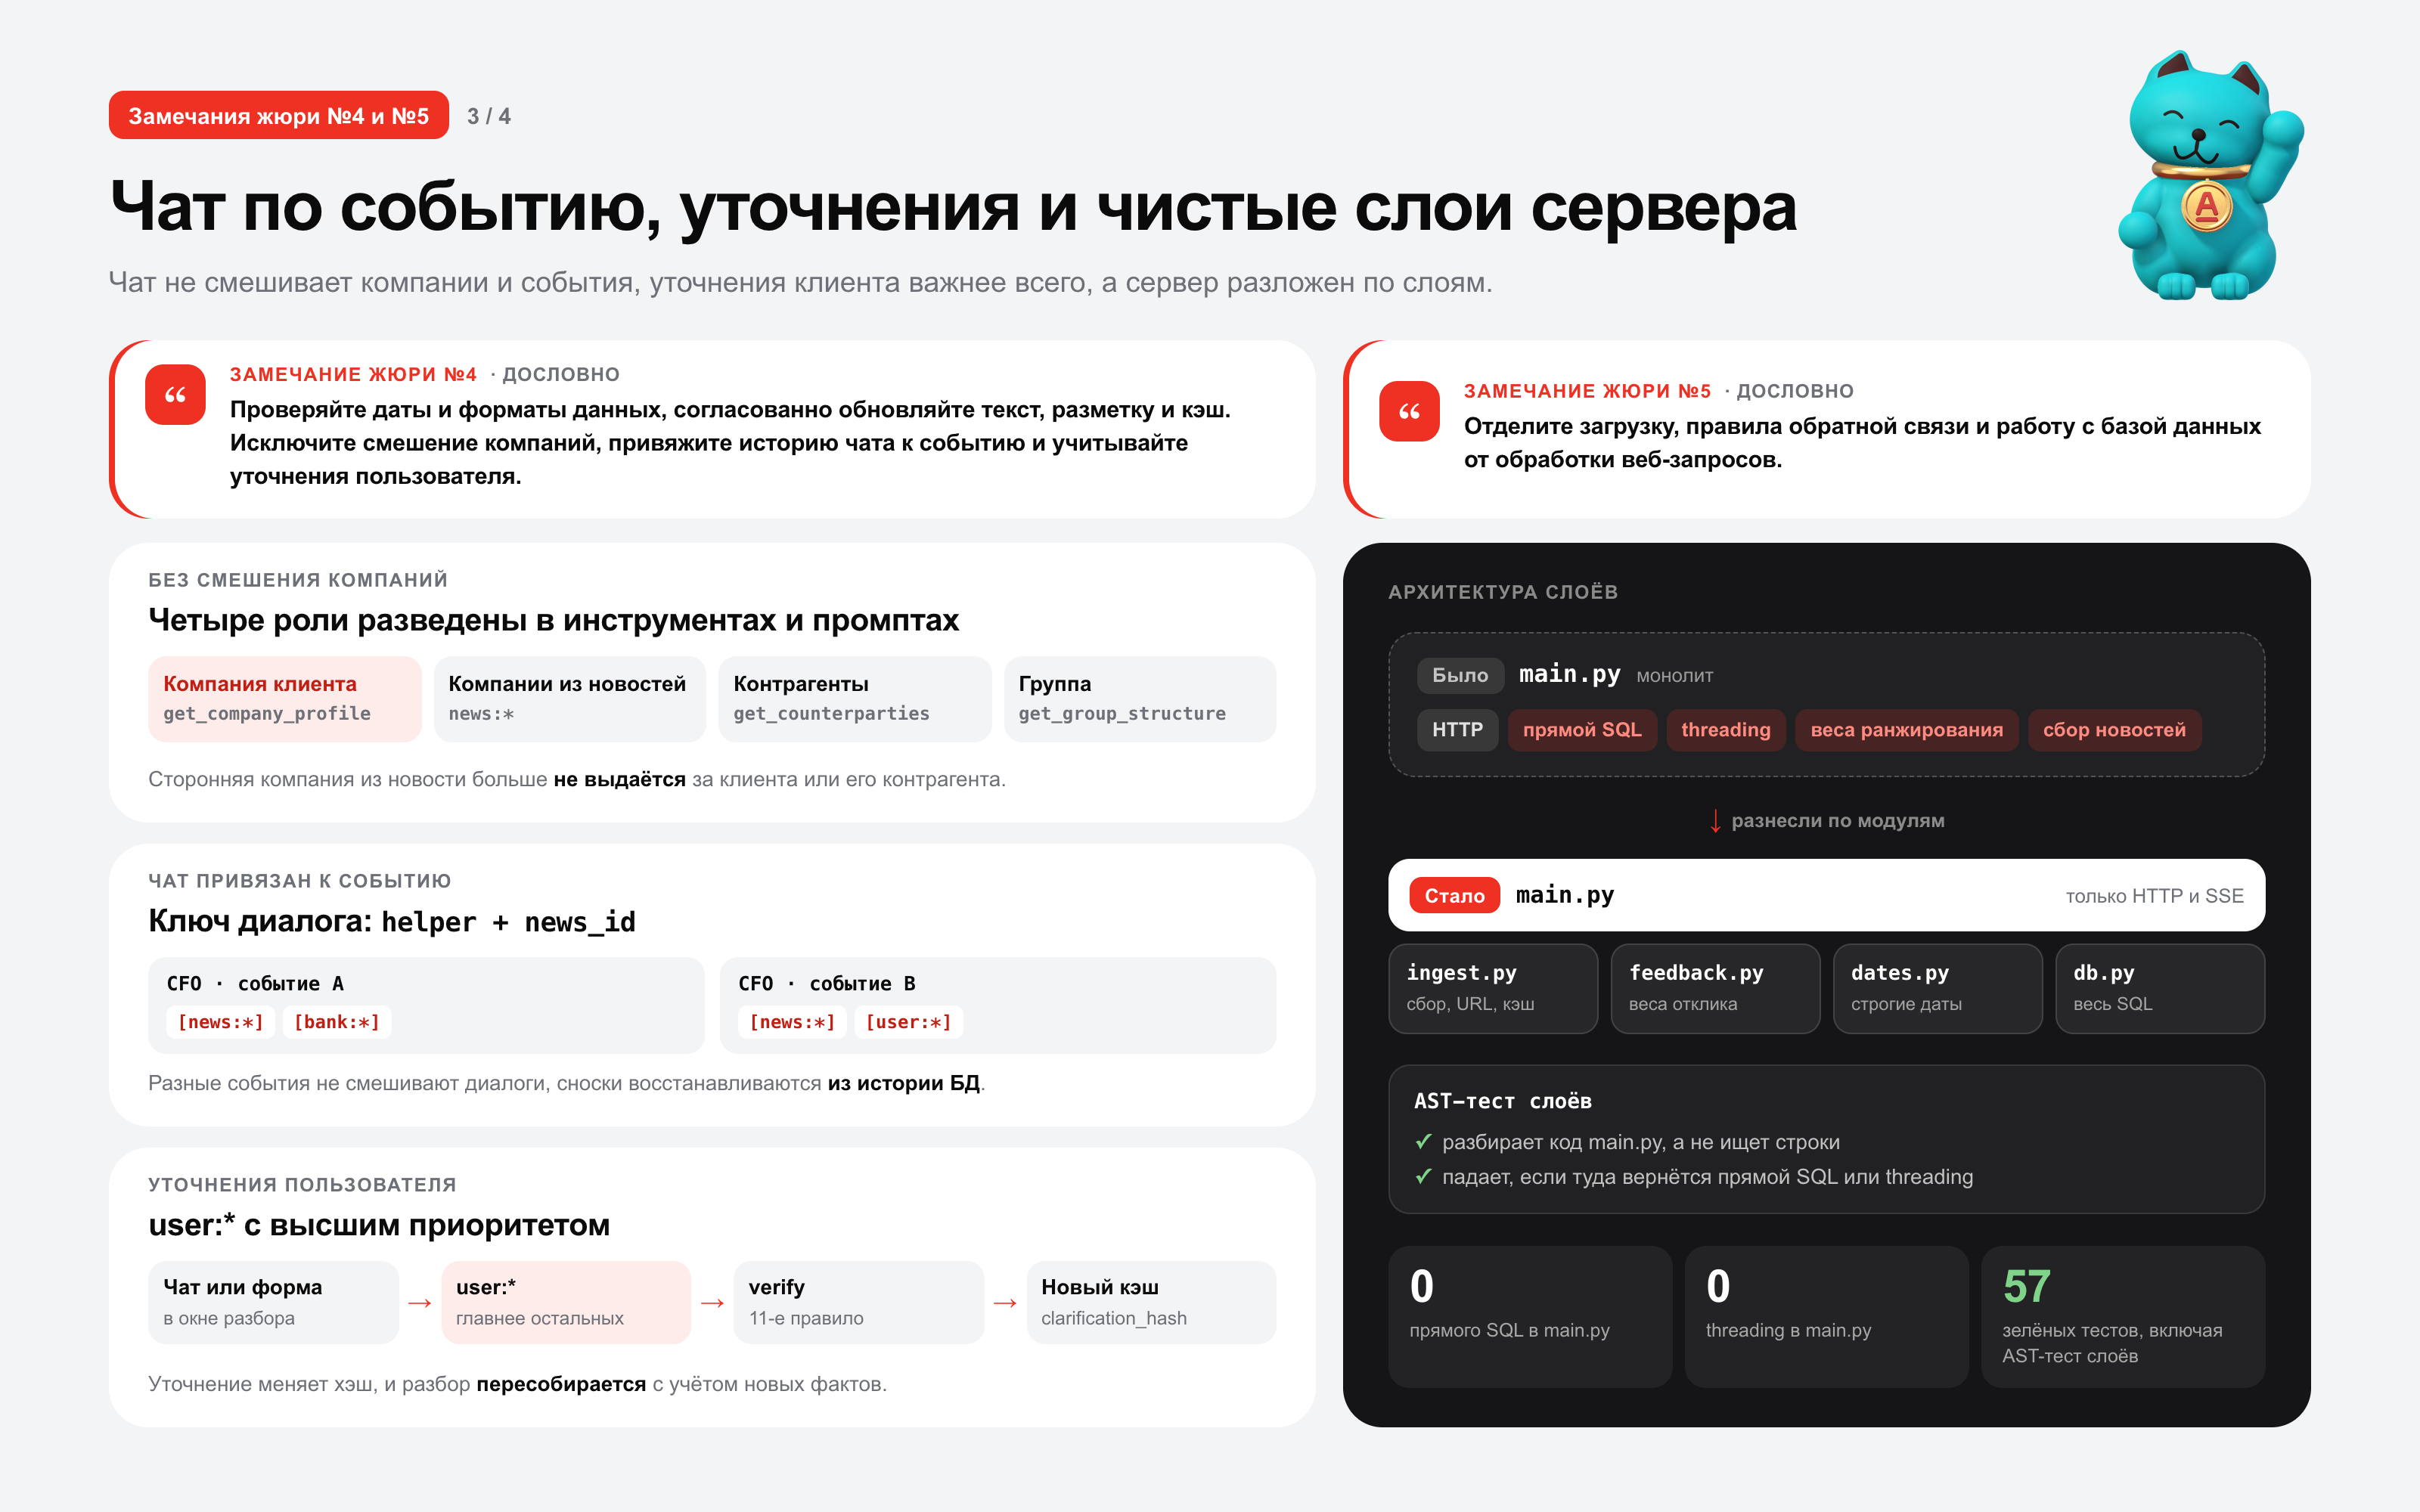 Замечания жюри №4 и №5 3 / 4
Чат по событию, уточнения и чистые слои сервера
Чат не смешивает компании и события, уточнения клиента важнее всего, а сервер разложен по слоям.
“
ЗАМЕЧАНИЕ ЖЮРИ №4 · ДОСЛОВНО
Проверяйте даты и форматы данных, согласованно обновляйте текст, разметку и кэш.
Исключите смешение компаний, привяжите историю чата к событию и учитывайте
уточнения пользователя.
“
ЗАМЕЧАНИЕ ЖЮРИ №5 · ДОСЛОВНО
Отделите загрузку, правила обратной связи и работу с базой данных
от обработки веб-запросов.
БЕЗ СМЕШЕНИЯ КОМПАНИЙ
Четыре роли разведены в инструментах и промптах
Компания клиента
get_company_profile
Компании из новостей
news:*
Контрагенты
get_counterparties
Группа
get_group_structure
Сторонняя компания из новости больше не выдаётся за клиента или его контрагента.
ЧАТ ПРИВЯЗАН К СОБЫТИЮ
Ключ диалога: helper + news_id
CFO · событие A
[news:*] [bank:*]
CFO · событие B
[news:*] [user:*]
Разные события не смешивают диалоги, сноски восстанавливаются из истории БД.
УТОЧНЕНИЯ ПОЛЬЗОВАТЕЛЯ
user:* с высшим приоритетом
Чат или форма
в окне разбора
→
user:*
главнее остальных
→
verify
11-е правило
→
Новый кэш
clarification_hash
Уточнение меняет хэш, и разбор пересобирается с учётом новых фактов.
АРХИТЕКТУРА СЛОЁВ
Было main.py монолит
HTTP прямой SQL threading веса ранжирования сбор новостей
↓ разнесли по модулям
Стало main.py только HTTP и SSE
ingest.py
сбор, URL, кэш
feedback.py
веса отклика
dates.py
строгие даты
db.py
весь SQL
AST-тест слоёв
✓ разбирает код main.py, а не ищет строки
✓ падает, если туда вернётся прямой SQL или threading
0
прямого SQL в main.py
0
threading в main.py
57
зелёных тестов, включая
AST-тест слоёв
A